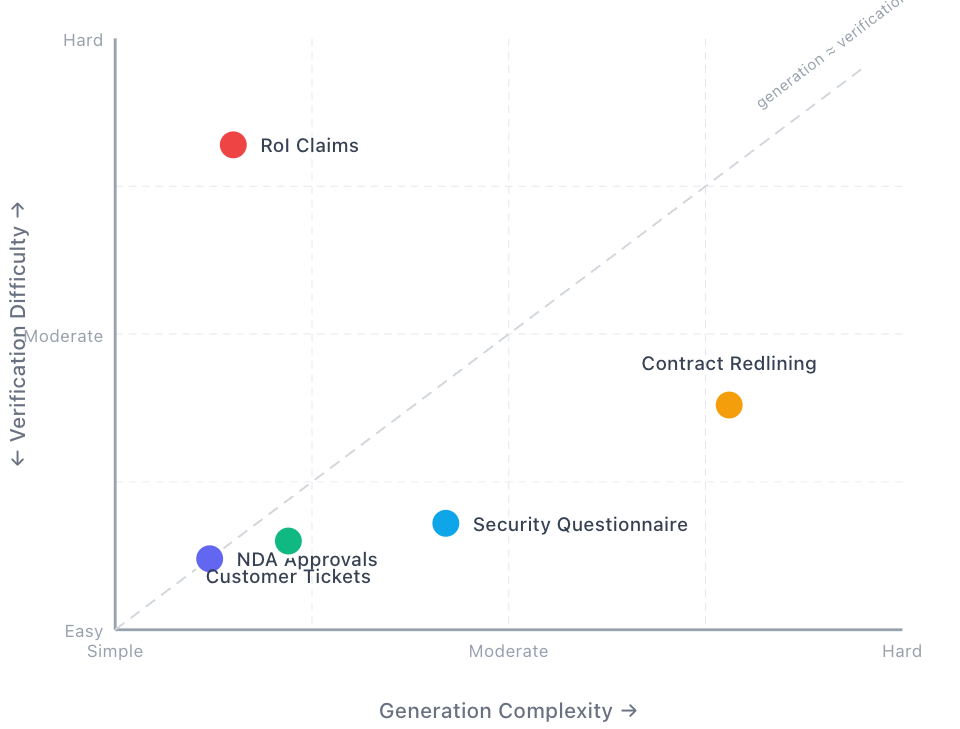 generation ≈ verification
Hard
RoI Claims
← Verification Difficulty →
Moderate
Contract Redlining
Security Questionnaire
NDA Approvals
Customer Tickets
Easy
Simple
Moderate
Hard
Generation Complexity →